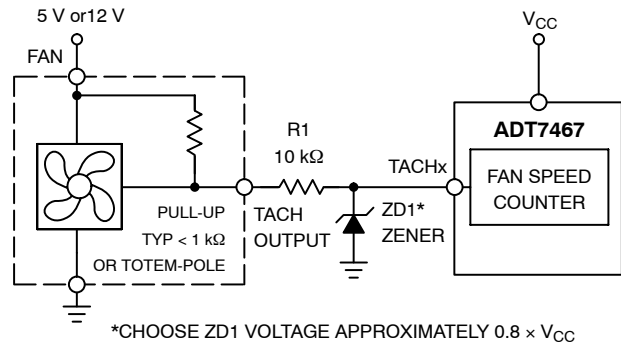 5 V or12 V
FAN
V_CC
R1
10 kΩ
TACHx
ADT7467
FAN SPEED
COUNTER
PULL-UP
TYP < 1 kΩ
OR TOTEM-POLE
TACH
OUTPUT
ZD1*
ZENER
*CHOOSE ZD1 VOLTAGE APPROXIMATELY 0.8 × V_CC